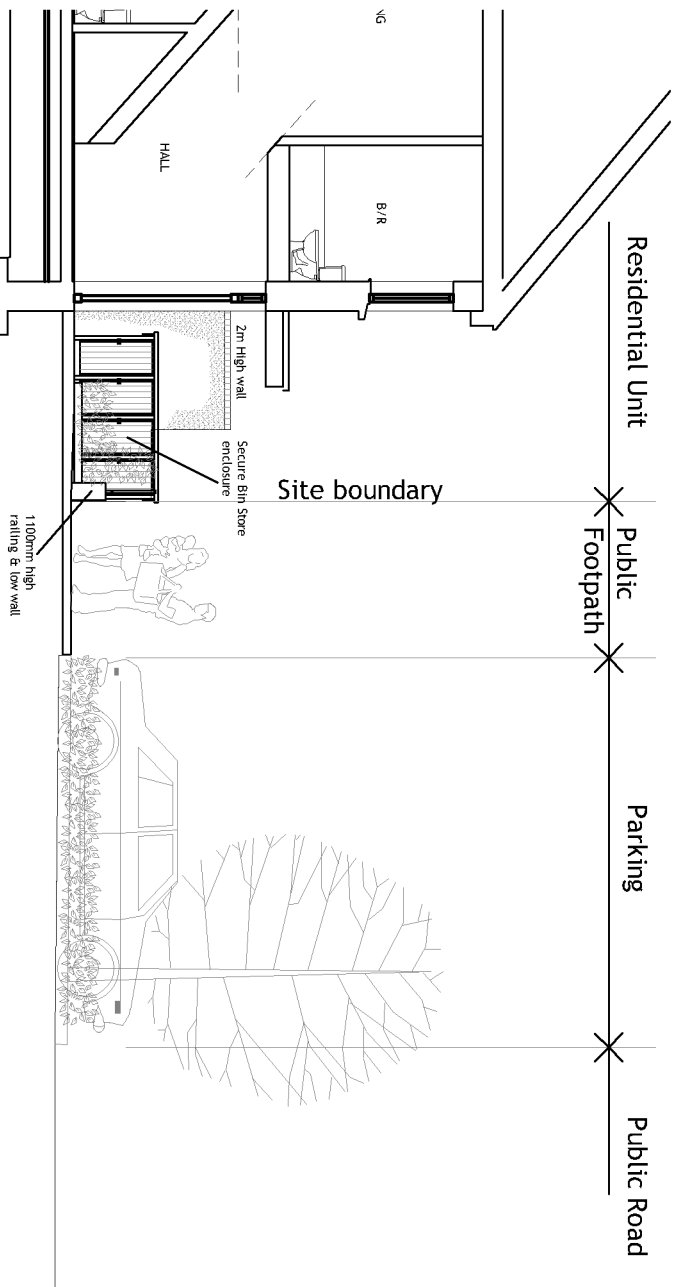 Residential Unit
Public
Footpath
Parking
Public Road
NG
B/R
HALL
2m High wall
Secure Bin Store
enclosure
Site boundary
1100mm high
railing & low wall